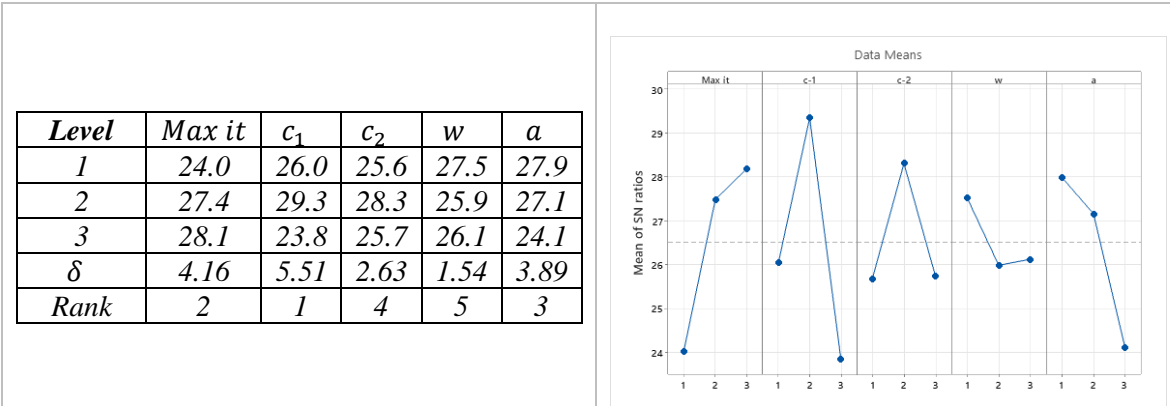 Level Max it c₁ c₂ w a
1 24.0 26.0 25.6 27.5 27.9
2 27.4 29.3 28.3 25.9 27.1
3 28.1 23.8 25.7 26.1 24.1
δ 4.16 5.51 2.63 1.54 3.89
Rank 2 1 4 5 3
Data Means
Max it c-1 c-2 w a
Mean of SN ratios
30
29
28
27
26
25
24
1 2 3 1 2 3 1 2 3 1 2 3 1 2 3